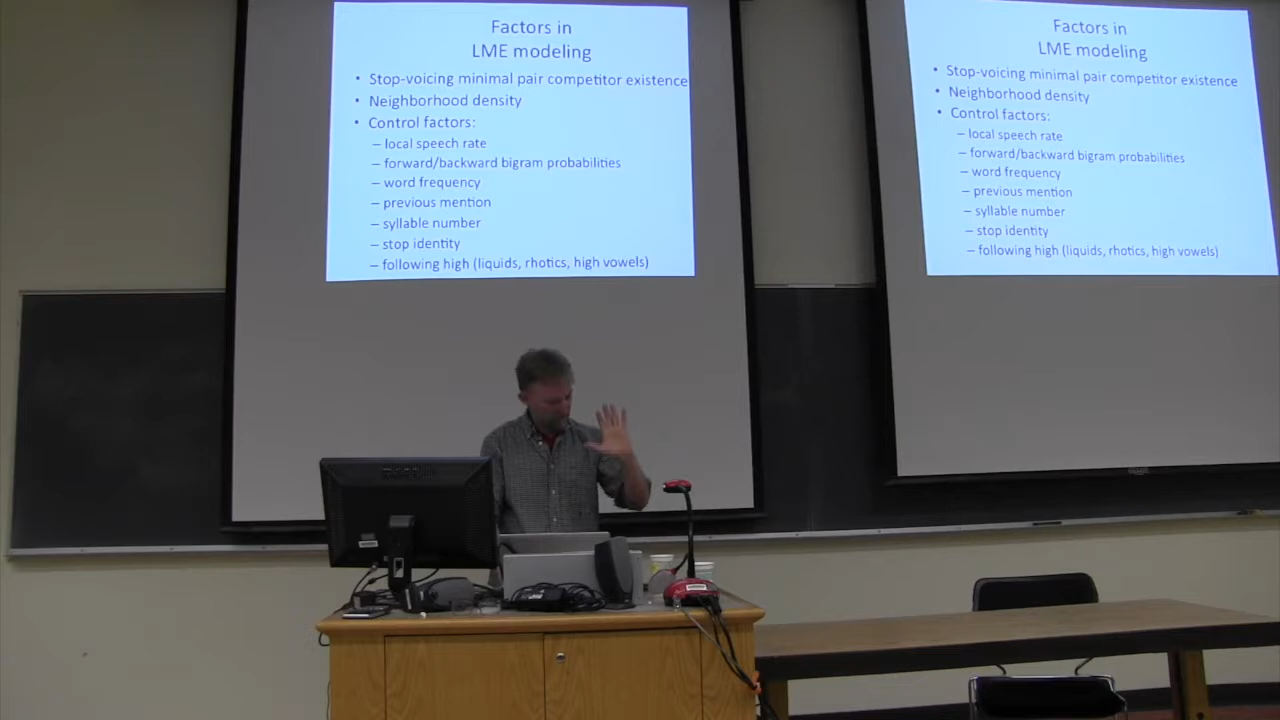 Factors in
LME modeling
• Stop-voicing minimal pair competitor existence
• Neighborhood density
• Control factors:
– local speech rate
– forward/backward bigram probabilities
– word frequency
– previous mention
– syllable number
– stop identity
– following high (liquids, rhotics, high vowels)
Factors in
LME modeling
• Stop-voicing minimal pair competitor existence
• Neighborhood density
• Control factors:
– local speech rate
– forward/backward bigram probabilities
– word frequency
– previous mention
– syllable number
– stop identity
– following high (liquids, rhotics, high vowels)